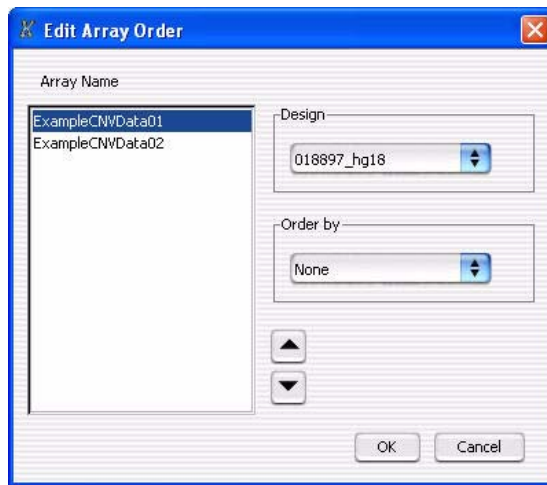 Edit Array Order
Array Name
ExampleCNVData01
ExampleCNVData02
Design
018897_hg18
Order by
None
OK
Cancel